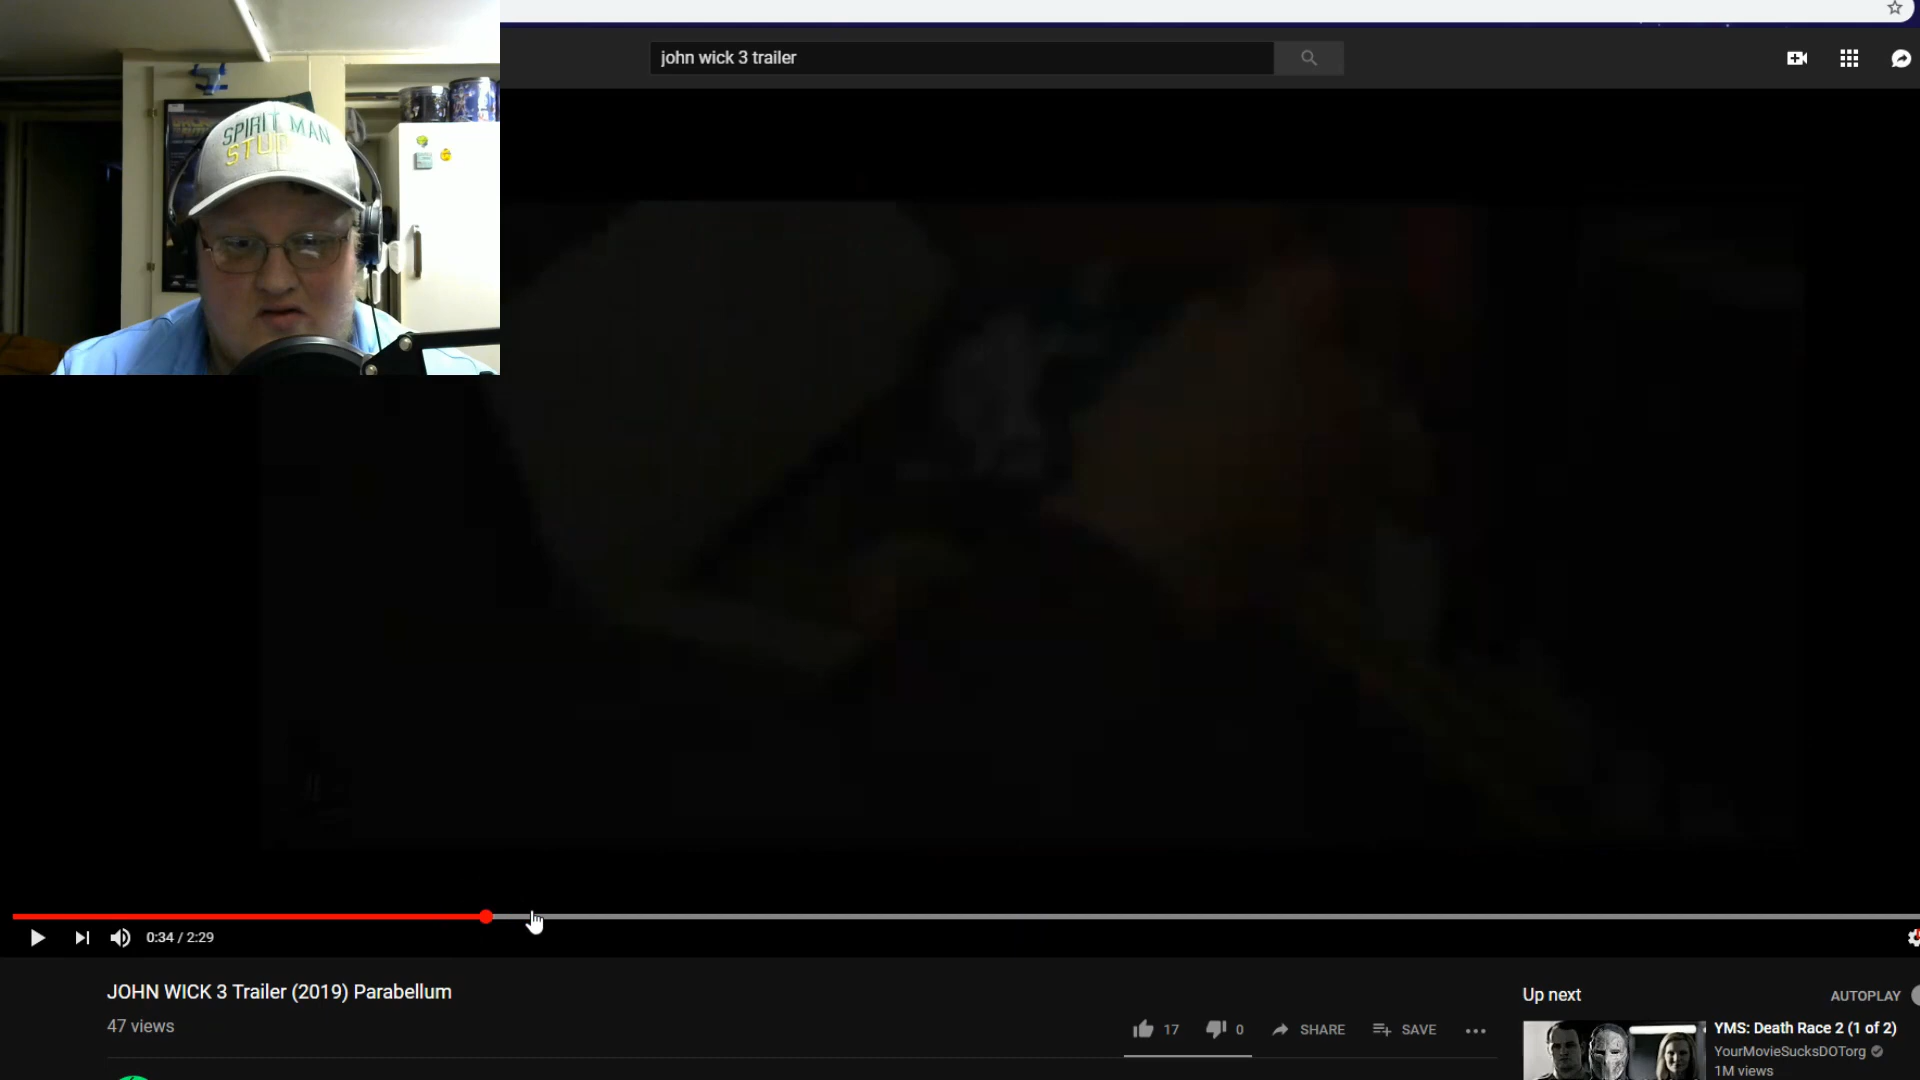 john wick 3 trailer
SPIRIT MAN
0:34 / 2:29
JOHN WICK 3 Trailer (2019) Parabellum
47 views
17
0
SHARE
SAVE
Up next
AUTOPLAY
YMS: Death Race 2 (1 of 2)
YourMovieSucksDOTorg
1M views